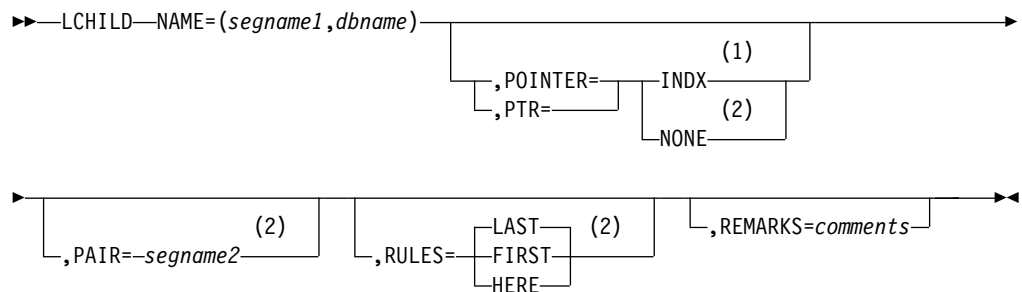 LCHILD NAME=(segname1,dbname)
(1)
,POINTER= INDX
,PTR= (2)
NONE
(2)
,PAIR= segname2
LAST (2)
,RULES= FIRST
HERE
,REMARKS=comments